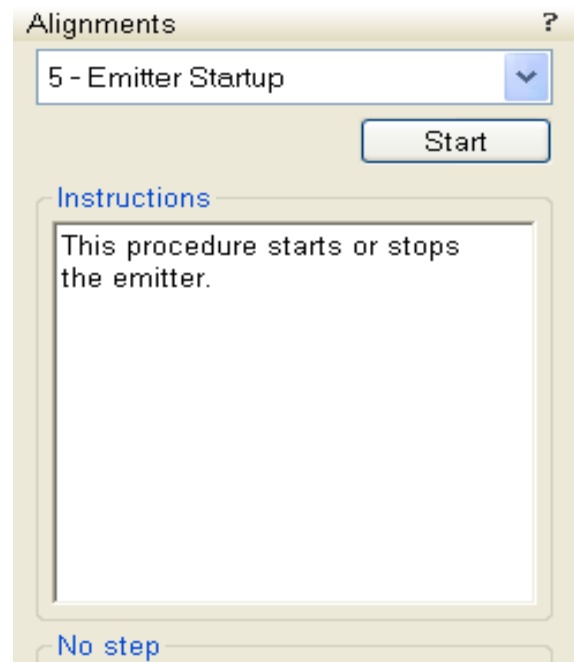 Alignments ?
5 - Emitter Startup
Start
Instructions
This procedure starts or stops
the emitter.
No step